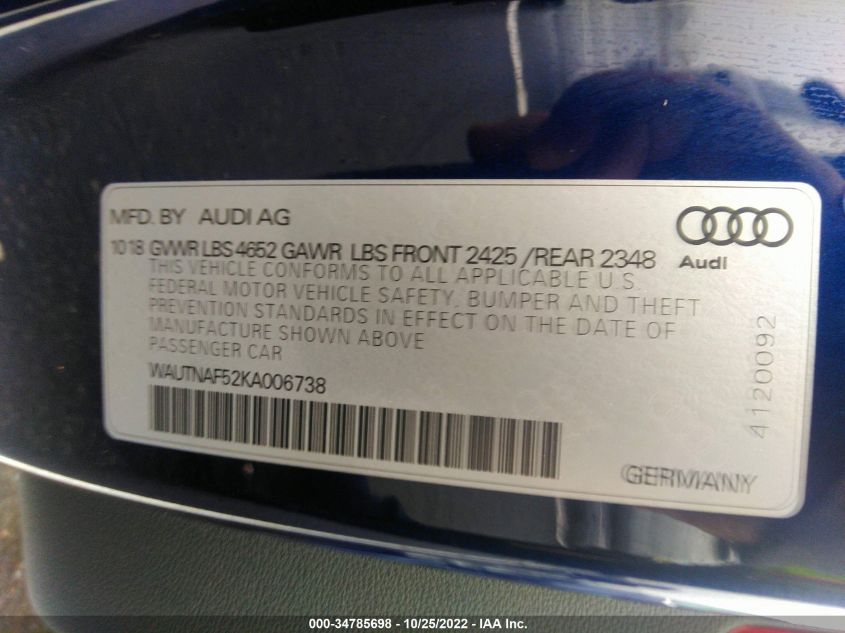 MFD. BY AUDI AG
1018 GVWR LBS 4652 GAWR LBS FRONT 2425 /REAR 2348
THIS VEHICLE CONFORMS TO ALL APPLICABLE U.S.
FEDERAL MOTOR VEHICLE SAFETY, BUMPER AND THEFT
PREVENTION STANDARDS IN EFFECT ON THE DATE OF
MANUFACTURE SHOWN ABOVE
PASSENGER CAR
WAUTNAF52KA006738
Audi
4120092
GERMANY
000-34785698 - 10/25/2022 - IAA Inc.